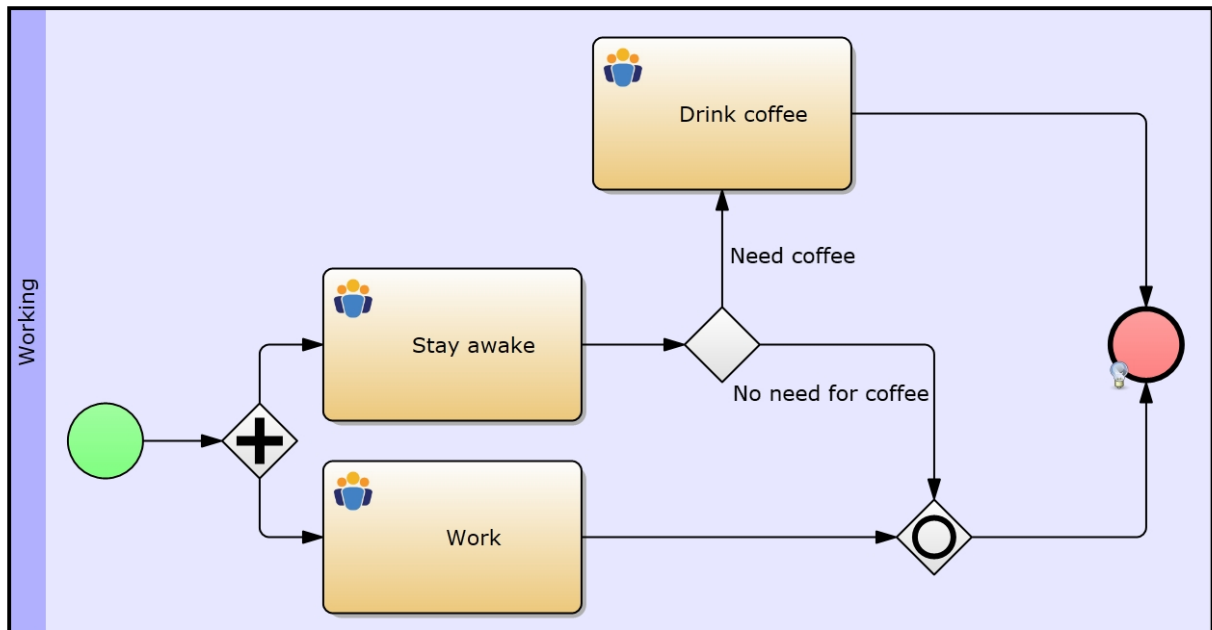 Working
Drink coffee
Need coffee
Stay awake
No need for coffee
Work